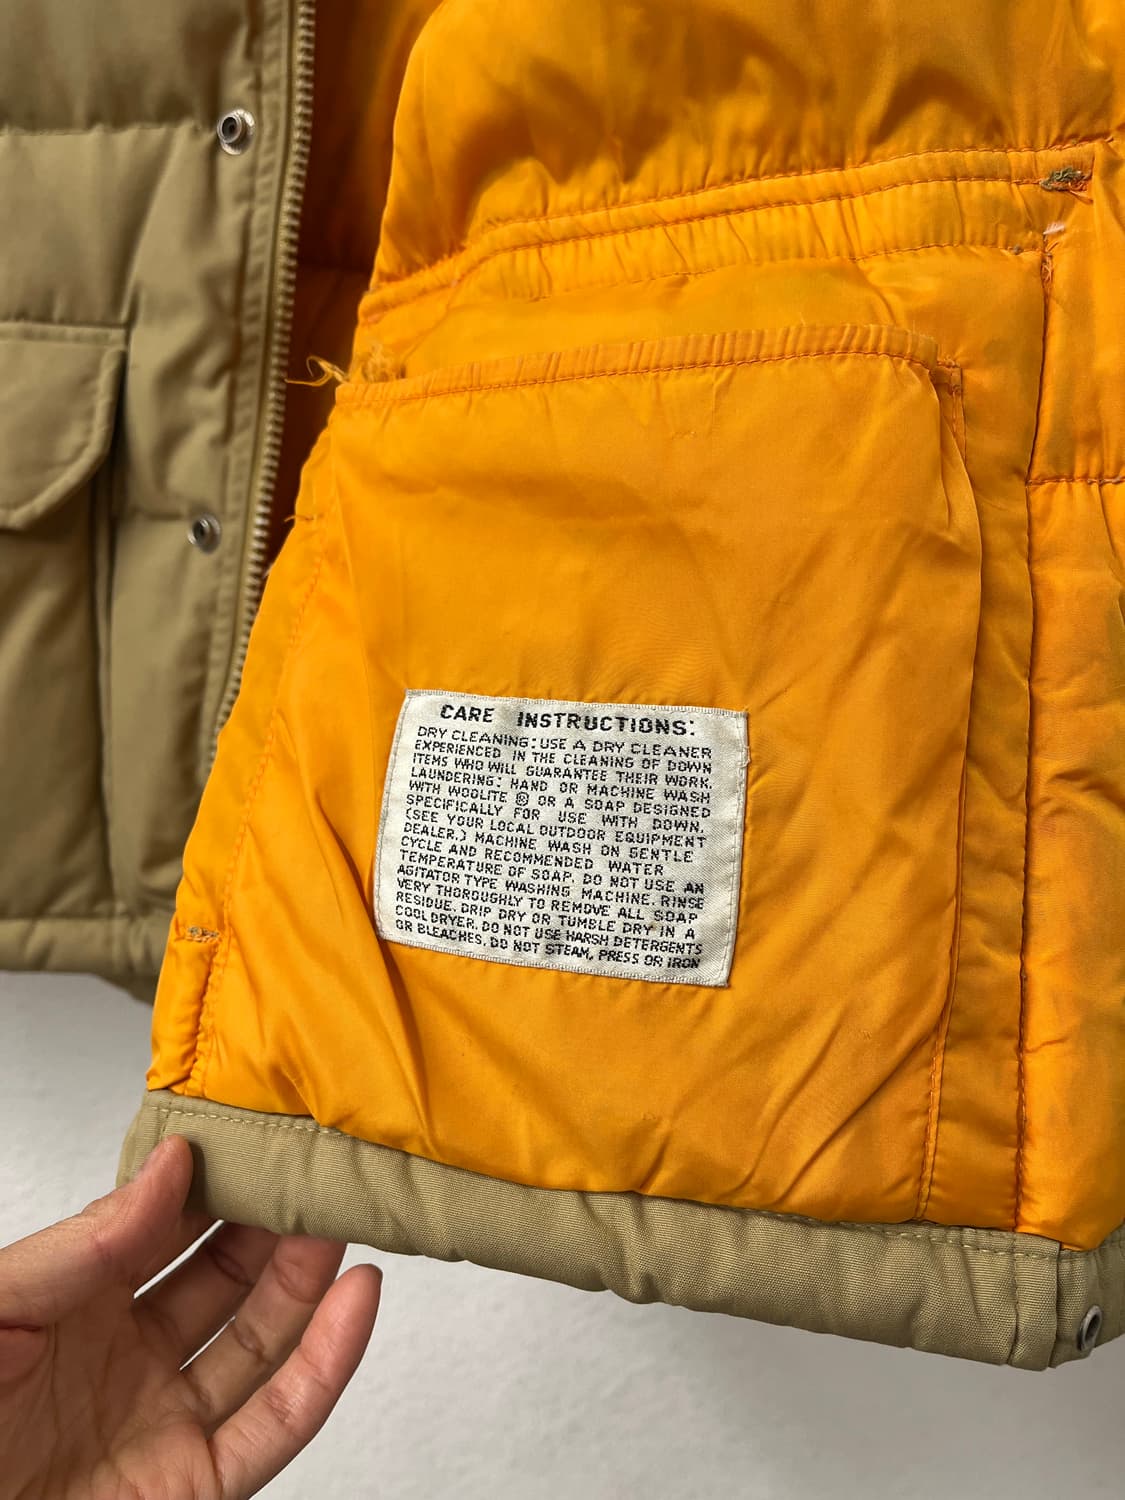 CARE INSTRUCTIONS:
DRY CLEANING: USE A DRY CLEANER
EXPERIENCED IN THE CLEANING OF DOWN
ITEMS WHO WILL GUARANTEE THEIR WORK.
LAUNDERING: HAND OR MACHINE WASH
WITH WOOLITE ® OR A SOAP DESIGNED
SPECIFICALLY FOR USE WITH DOWN.
(SEE YOUR LOCAL OUTDOOR EQUIPMENT
DEALER.) MACHINE WASH ON GENTLE
CYCLE AND RECOMMENDED WATER
TEMPERATURE OF SOAP. DO NOT USE AN
AGITATOR TYPE WASHING MACHINE. RINSE
VERY THOROUGHLY TO REMOVE ALL SOAP
RESIDUE. DRIP DRY OR TUMBLE DRY IN A
COOL DRYER. DO NOT USE HARSH DETERGENTS
OR BLEACHES. DO NOT STEAM, PRESS OR IRON